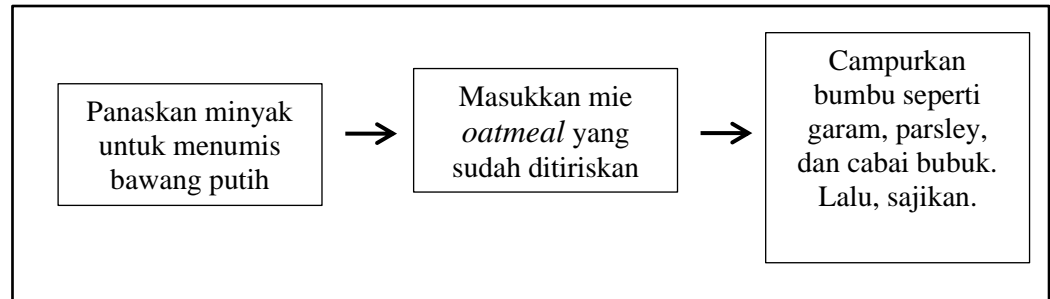 Panaskan minyak
untuk menumis
bawang putih
Masukkan mie
oatmeal yang
sudah ditiriskan
Campurkan
bumbu seperti
garam, parsley,
dan cabai bubuk.
Lalu, sajikan.